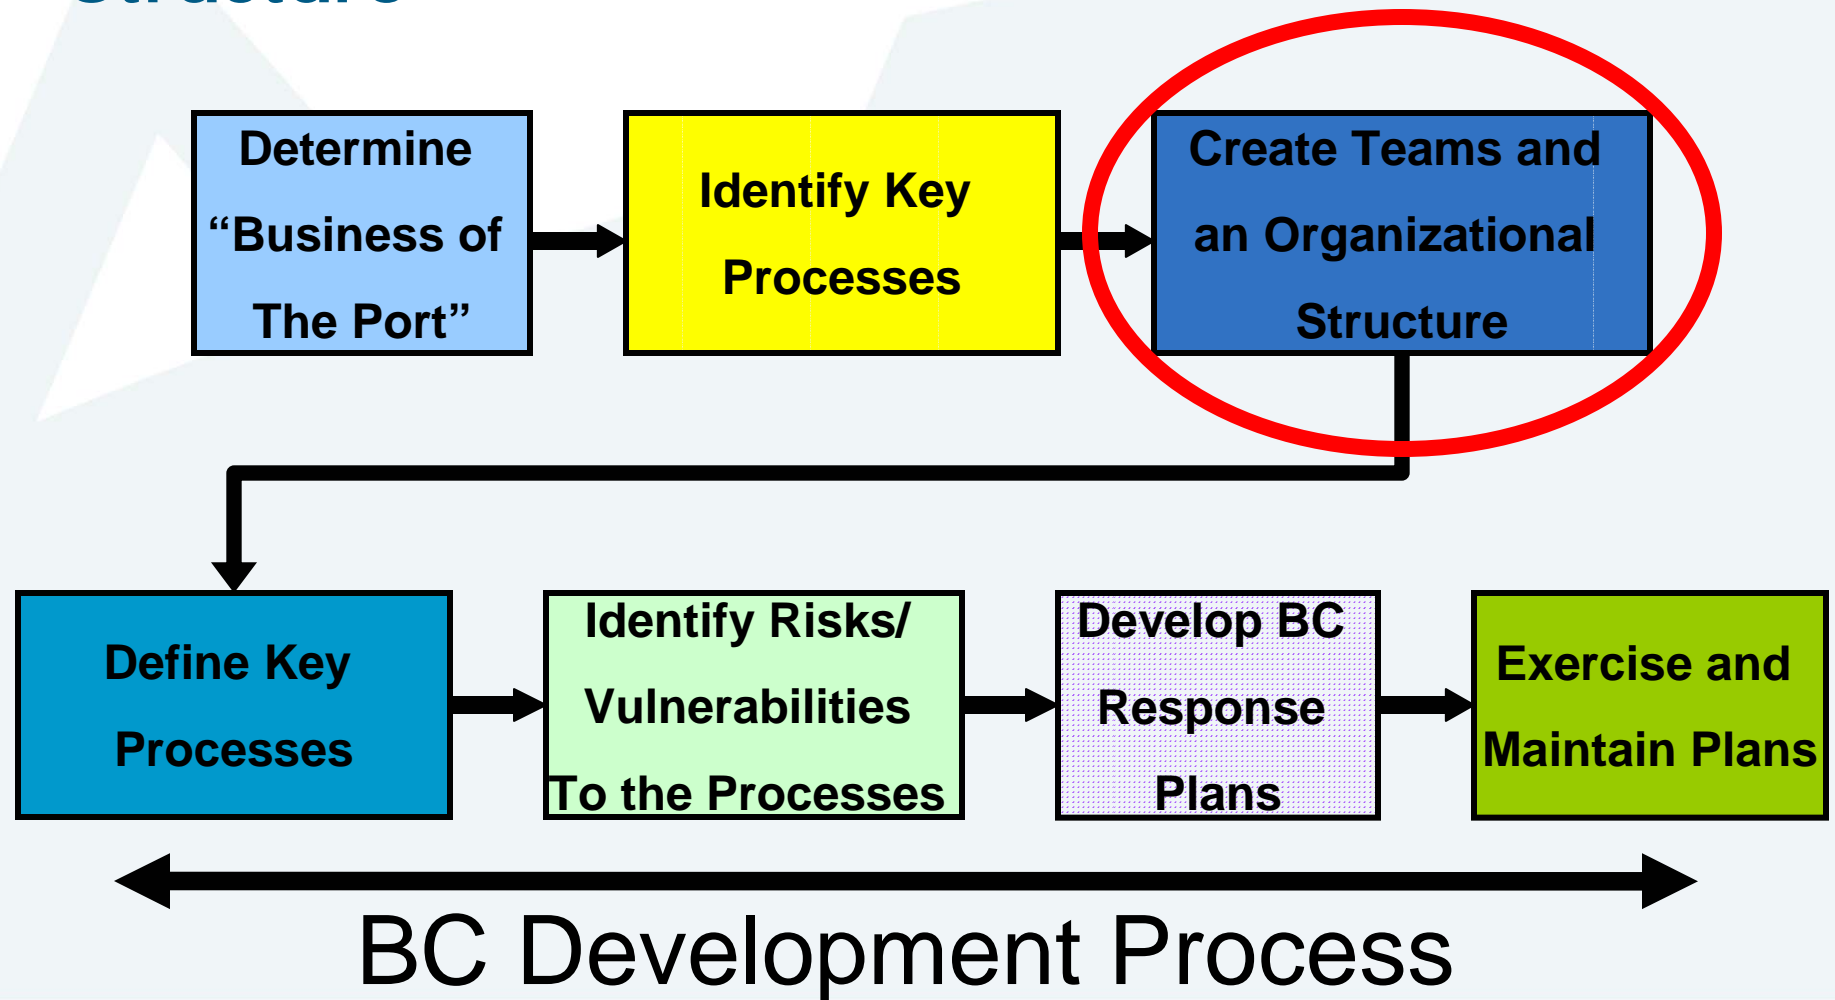 Structure
Determine
“Business of
The Port”
Identify Key
Processes
Create Teams and
an Organizational
Structure
Define Key
Processes
Identify Risks/
Vulnerabilities
To the Processes
Develop BC
Response
Plans
Exercise and
Maintain Plans
BC Development Process